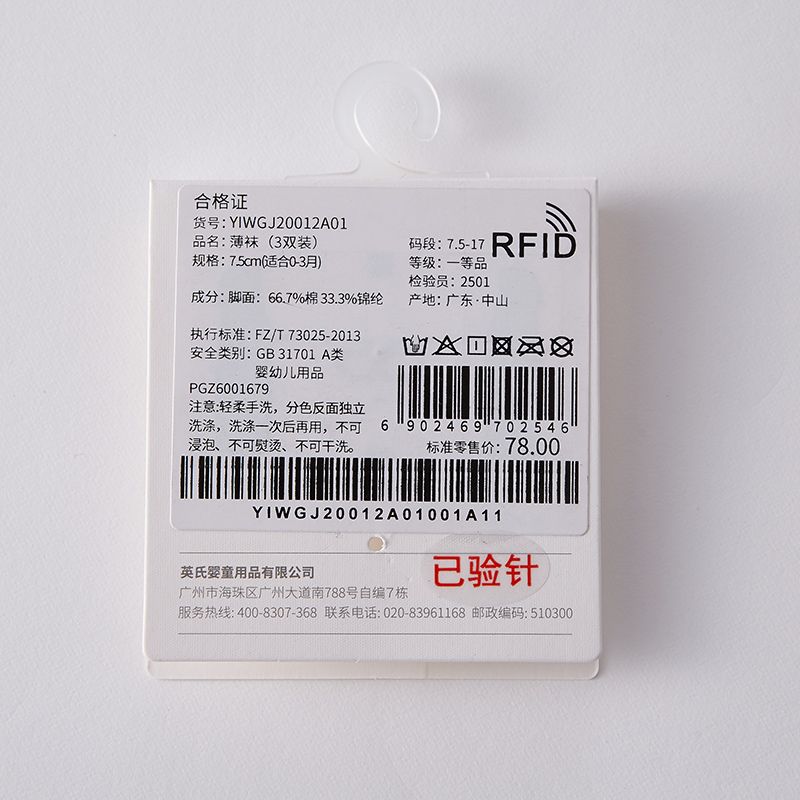 合格证
货号: YIWGJ20012A01
品名: 薄袜（3双装）
规格: 7.5cm(适合0-3月)
成分: 脚面: 66.7%棉 33.3%锦纶
RFID
码段: 7.5-17
等级: 一等品
检验员: 2501
产地: 广东·中山
执行标准: FZ/T 73025-2013
安全类别: GB 31701 A类
婴幼儿用品
PGZ6001679
注意:轻柔手洗，分色反面独立
洗涤，洗涤一次后再用，不可
浸泡、不可熨烫、不可干洗。
6 902469 702546
标准零售价: 78.00
YIWGJ20012A01001A11
已验针
英氏婴童用品有限公司
广州市海珠区广州大道南788号自编7栋
服务热线: 400-8307-368 联系电话: 020-83961168 邮政编码: 510300